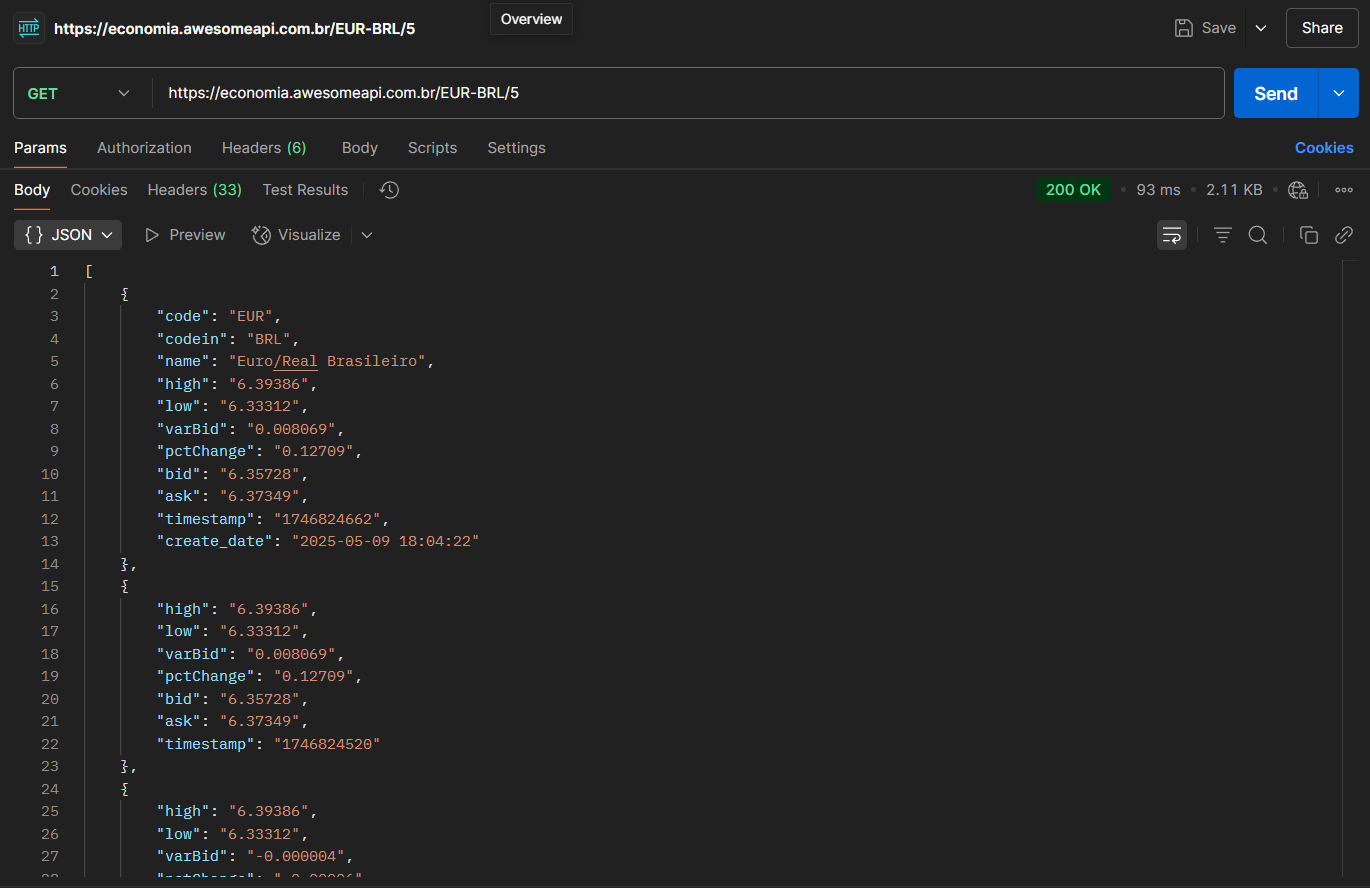 HTTP https://economia.awesomeapi.com.br/EUR-BRL/5 Overview Save Share
GET https://economia.awesomeapi.com.br/EUR-BRL/5 Send
Params Authorization Headers (6) Body Scripts Settings Cookies
Body Cookies Headers (33) Test Results 200 OK • 93 ms • 2.11 KB •
{} JSON Preview Visualize
1 [
2 {
3 "code": "EUR",
4 "codein": "BRL",
5 "name": "Euro/Real Brasileiro",
6 "high": "6.39386",
7 "low": "6.33312",
8 "varBid": "0.008069",
9 "pctChange": "0.12709",
10 "bid": "6.35728",
11 "ask": "6.37349",
12 "timestamp": "1746824662",
13 "create_date": "2025-05-09 18:04:22"
14 },
15 {
16 "high": "6.39386",
17 "low": "6.33312",
18 "varBid": "0.008069",
19 "pctChange": "0.12709",
20 "bid": "6.35728",
21 "ask": "6.37349",
22 "timestamp": "1746824520"
23 },
24 {
25 "high": "6.39386",
26 "low": "6.33312",
27 "varBid": "-0.000004",